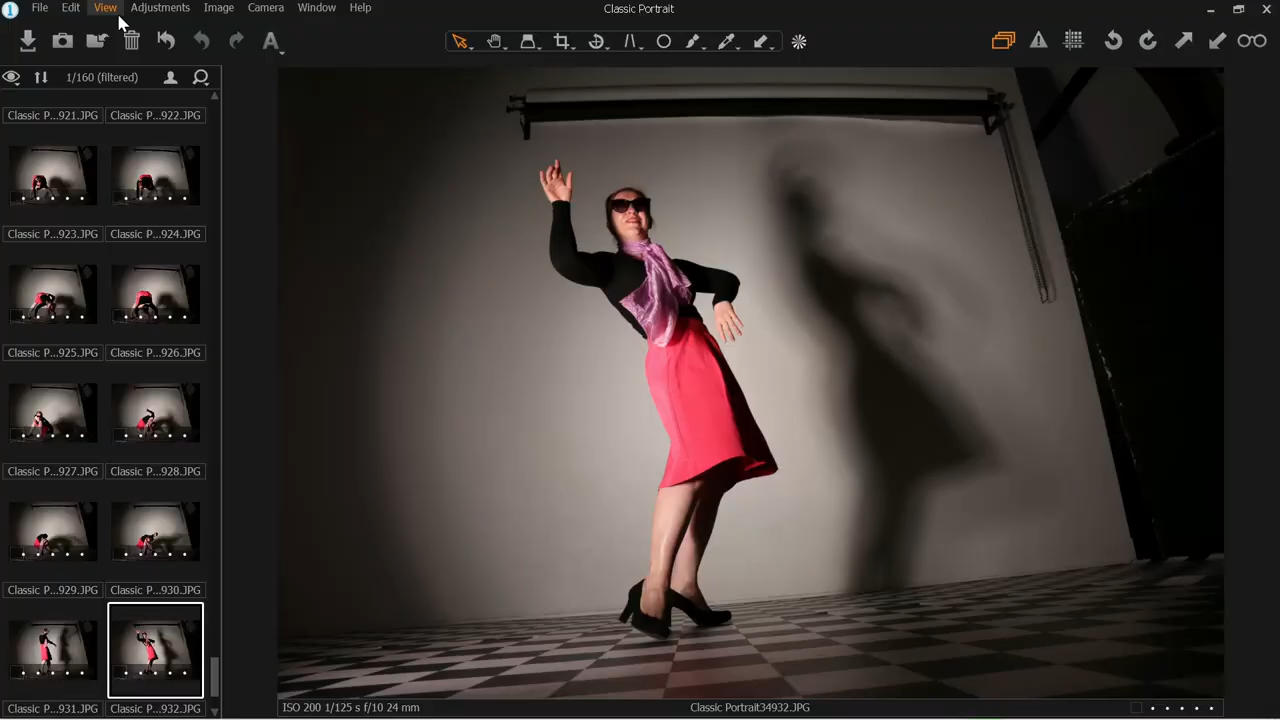 File Edit View Adjustments Image Camera Window Help
Classic Portrait
A
1/160 (filtered)
Classic P...921.JPG Classic P...922.JPG
Classic P...923.JPG Classic P...924.JPG
Classic P...925.JPG Classic P...926.JPG
Classic P...927.JPG Classic P...928.JPG
Classic P...929.JPG Classic P...930.JPG
Classic P...931.JPG Classic P...932.JPG
ISO 200 1/125 s f/10 24 mm
Classic Portrait34932.JPG